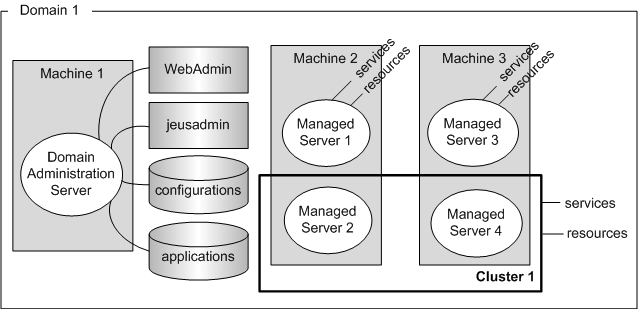 Domain 1
Machine 1
Domain
Administration
Server
WebAdmin
jeusadmin
configurations
applications
Machine 2
services
resources
Managed
Server 1
Managed
Server 2
Machine 3
services
resources
Managed
Server 3
Managed
Server 4
services
resources
Cluster 1